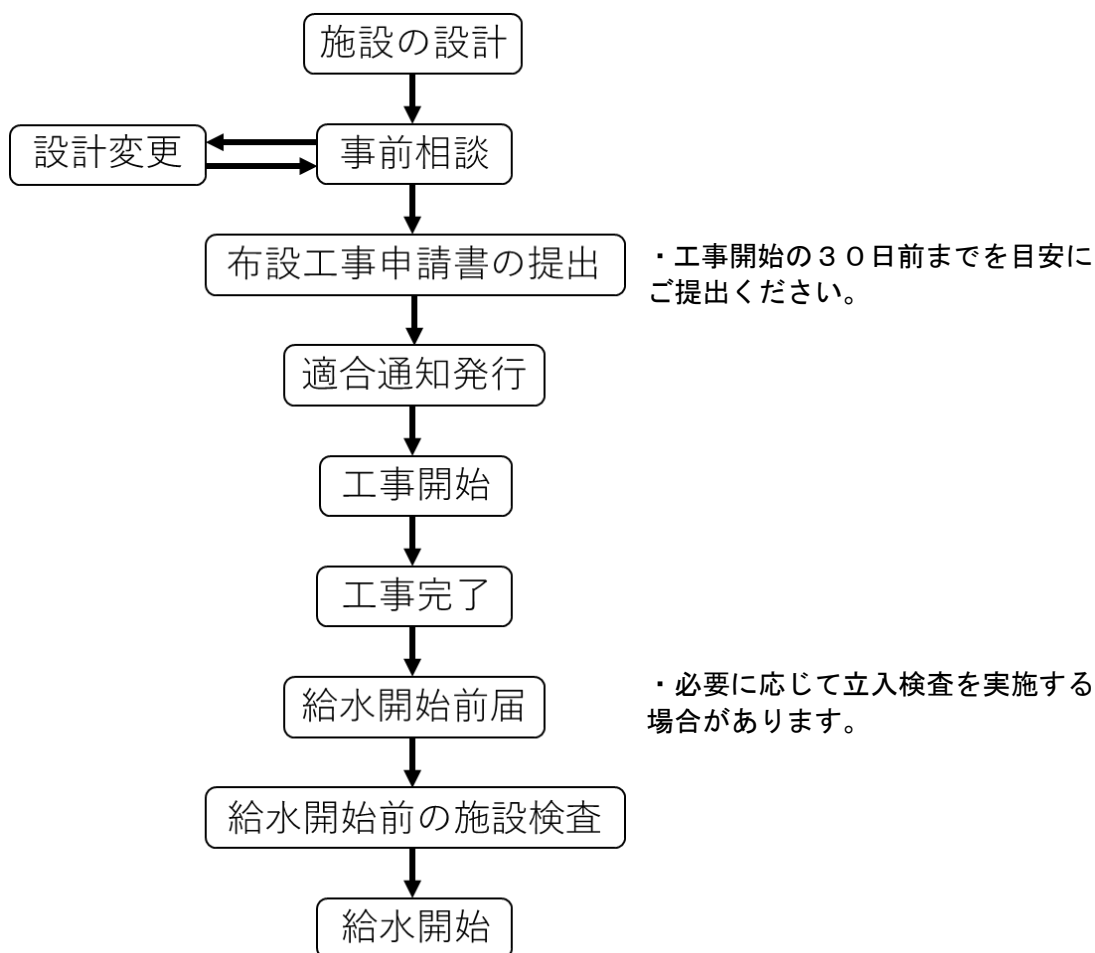 施設の設計
設計変更
事前相談
布設工事申請書の提出
・工事開始の３０日前までを目安に
ご提出ください。
適合通知発行
工事開始
工事完了
給水開始前届
・必要に応じて立入検査を実施する
場合があります。
給水開始前の施設検査
給水開始